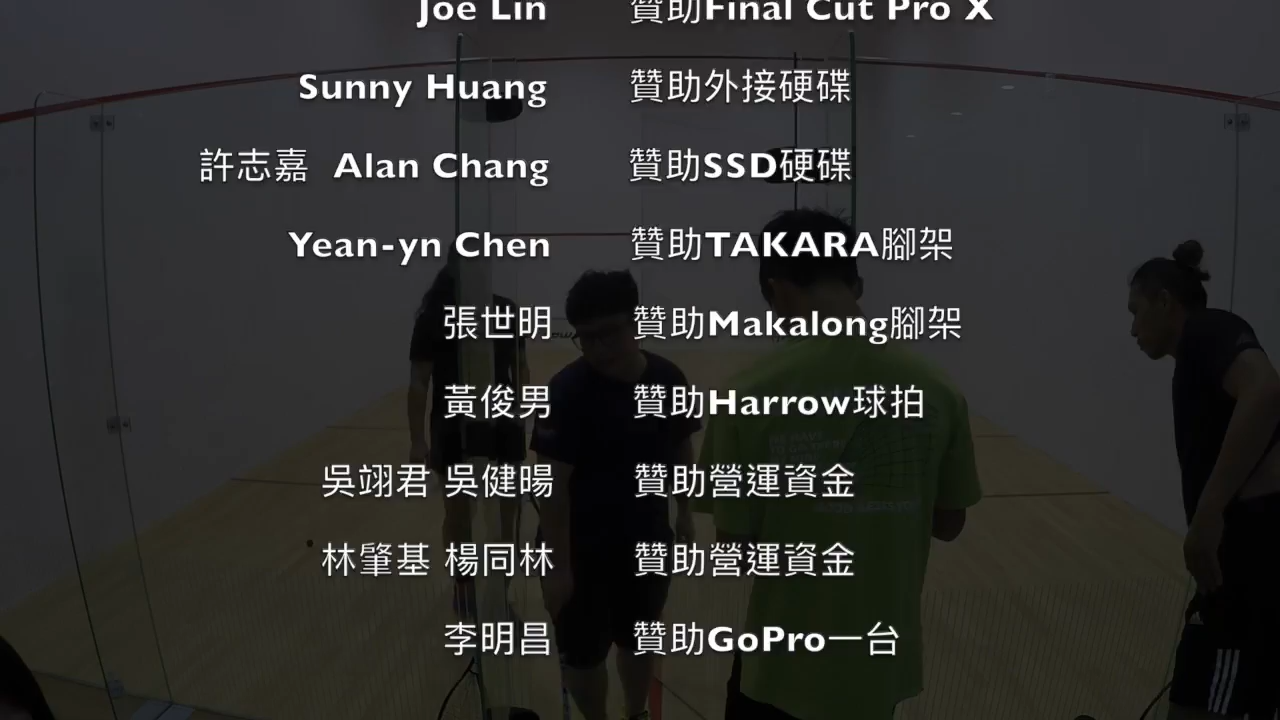 Joe Lin 贊助Final Cut Pro X
Sunny Huang 贊助外接硬碟
許志嘉 Alan Chang 贊助SSD硬碟
Yean-yn Chen 贊助TAKARA腳架
張世明 贊助Makalong腳架
黃俊男 贊助Harrow球拍
吳翊君 吳健暘 贊助營運資金
林肇基 楊同林 贊助營運資金
李明昌 贊助GoPro一台